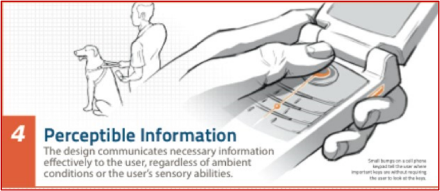 4
Perceptible Information
The design communicates necessary information
effectively to the user, regardless of ambient
conditions or the user's sensory abilities.
Small bumps on a cell phone
keypad tell the user where
important keys are without requiring
the user to look at the keys.